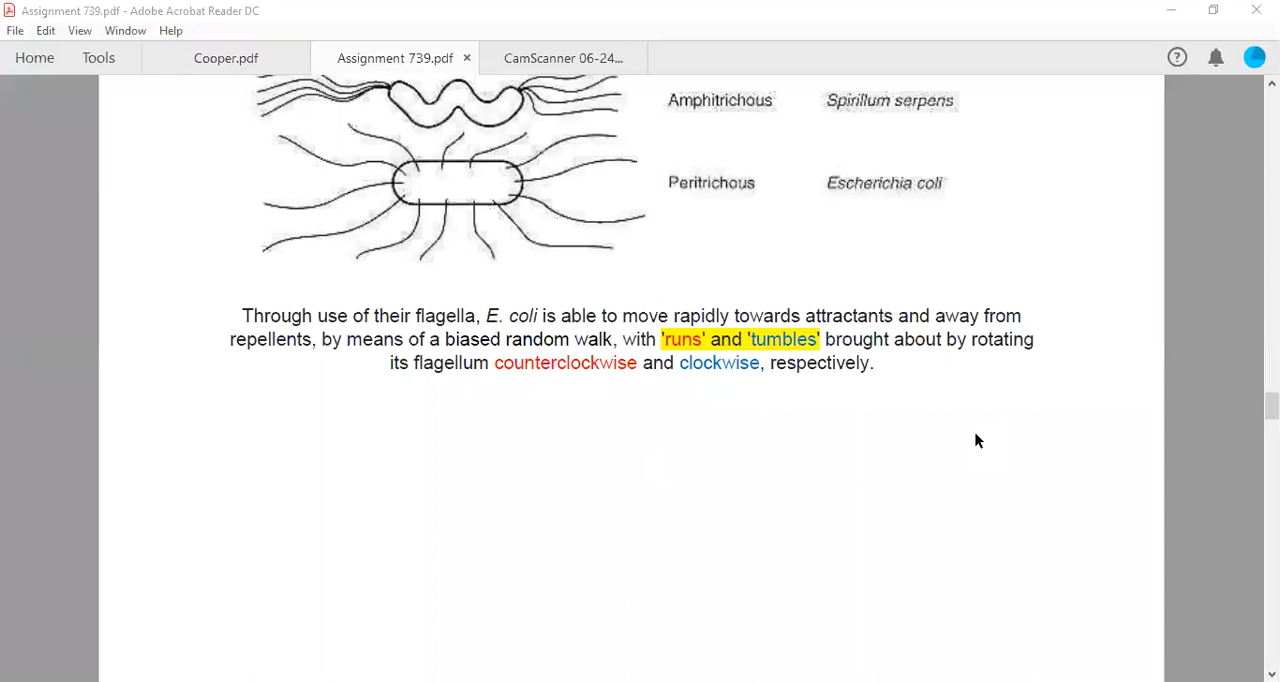 Assignment 739.pdf - Adobe Acrobat Reader DC
File Edit View Window Help
Home Tools Cooper.pdf Assignment 739.pdf × CamScanner 06-24...
Amphitrichous Spirillum serpens
Peritrichous Escherichia coli
Through use of their flagella, E. coli is able to move rapidly towards attractants and away from
repellents, by means of a biased random walk, with 'runs' and 'tumbles' brought about by rotating
its flagellum counterclockwise and clockwise, respectively.